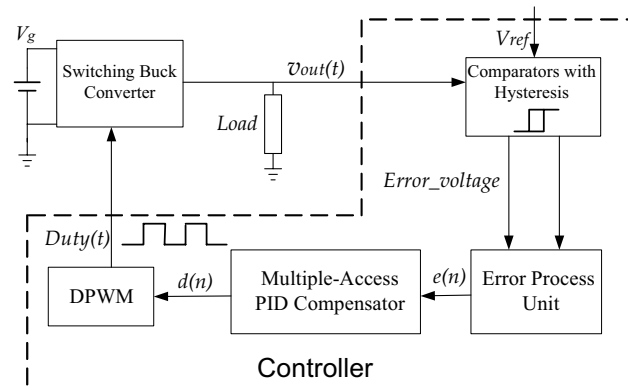 Vg
Switching Buck
Converter
vout(t)
Load
Vref
Comparators with
Hysteresis
Error_voltage
Duty(t)
DPWM
d(n)
Multiple-Access
PID Compensator
e(n)
Error Process
Unit
Controller